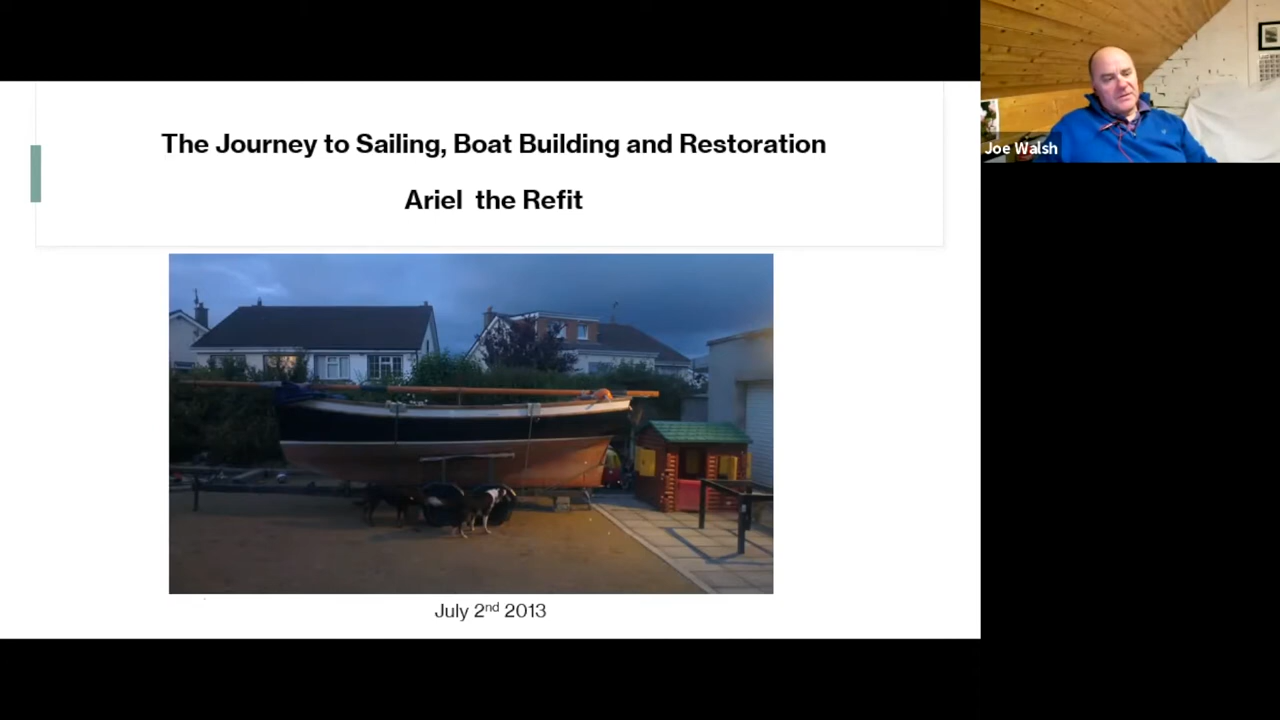 The Journey to Sailing, Boat Building and Restoration
Ariel the Refit
July 2nd 2013
Joe Walsh